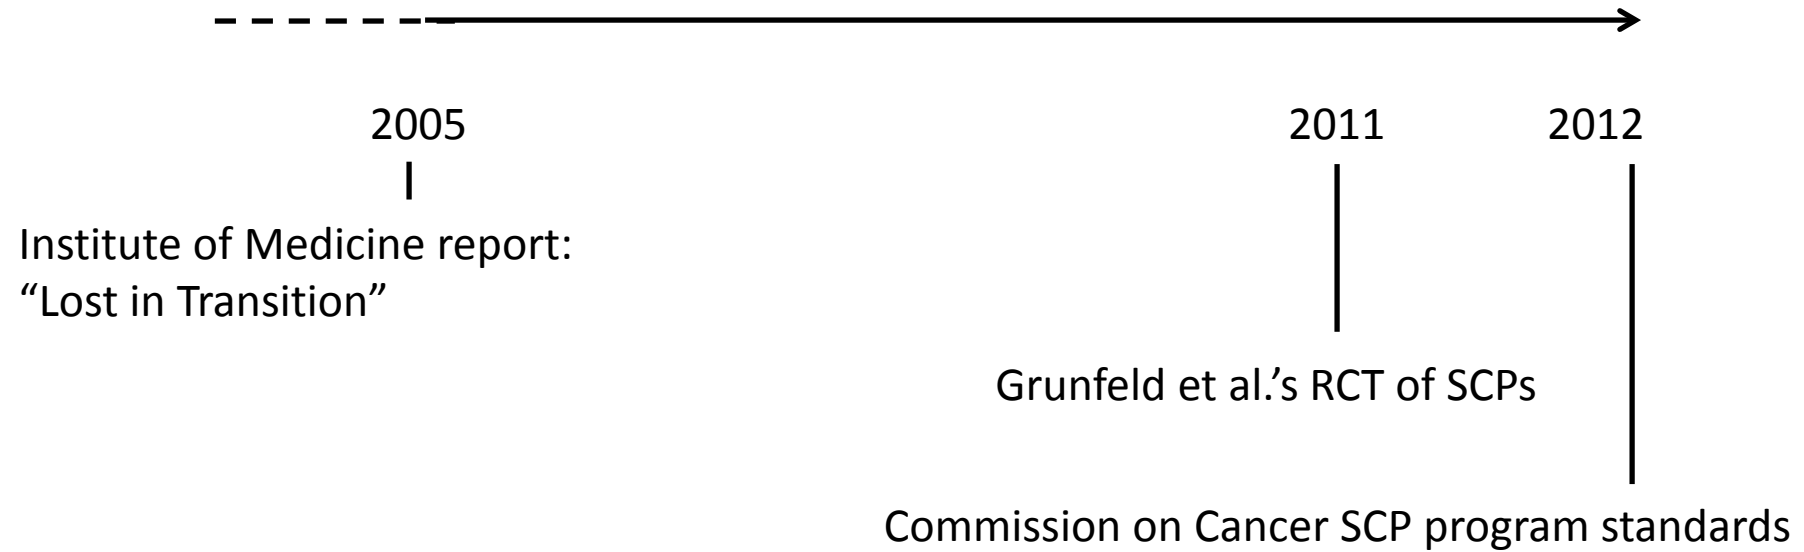 2005
2011
2012
Institute of Medicine report:
“Lost in Transition”
Grunfeld et al.’s RCT of SCPs
Commission on Cancer SCP program standards